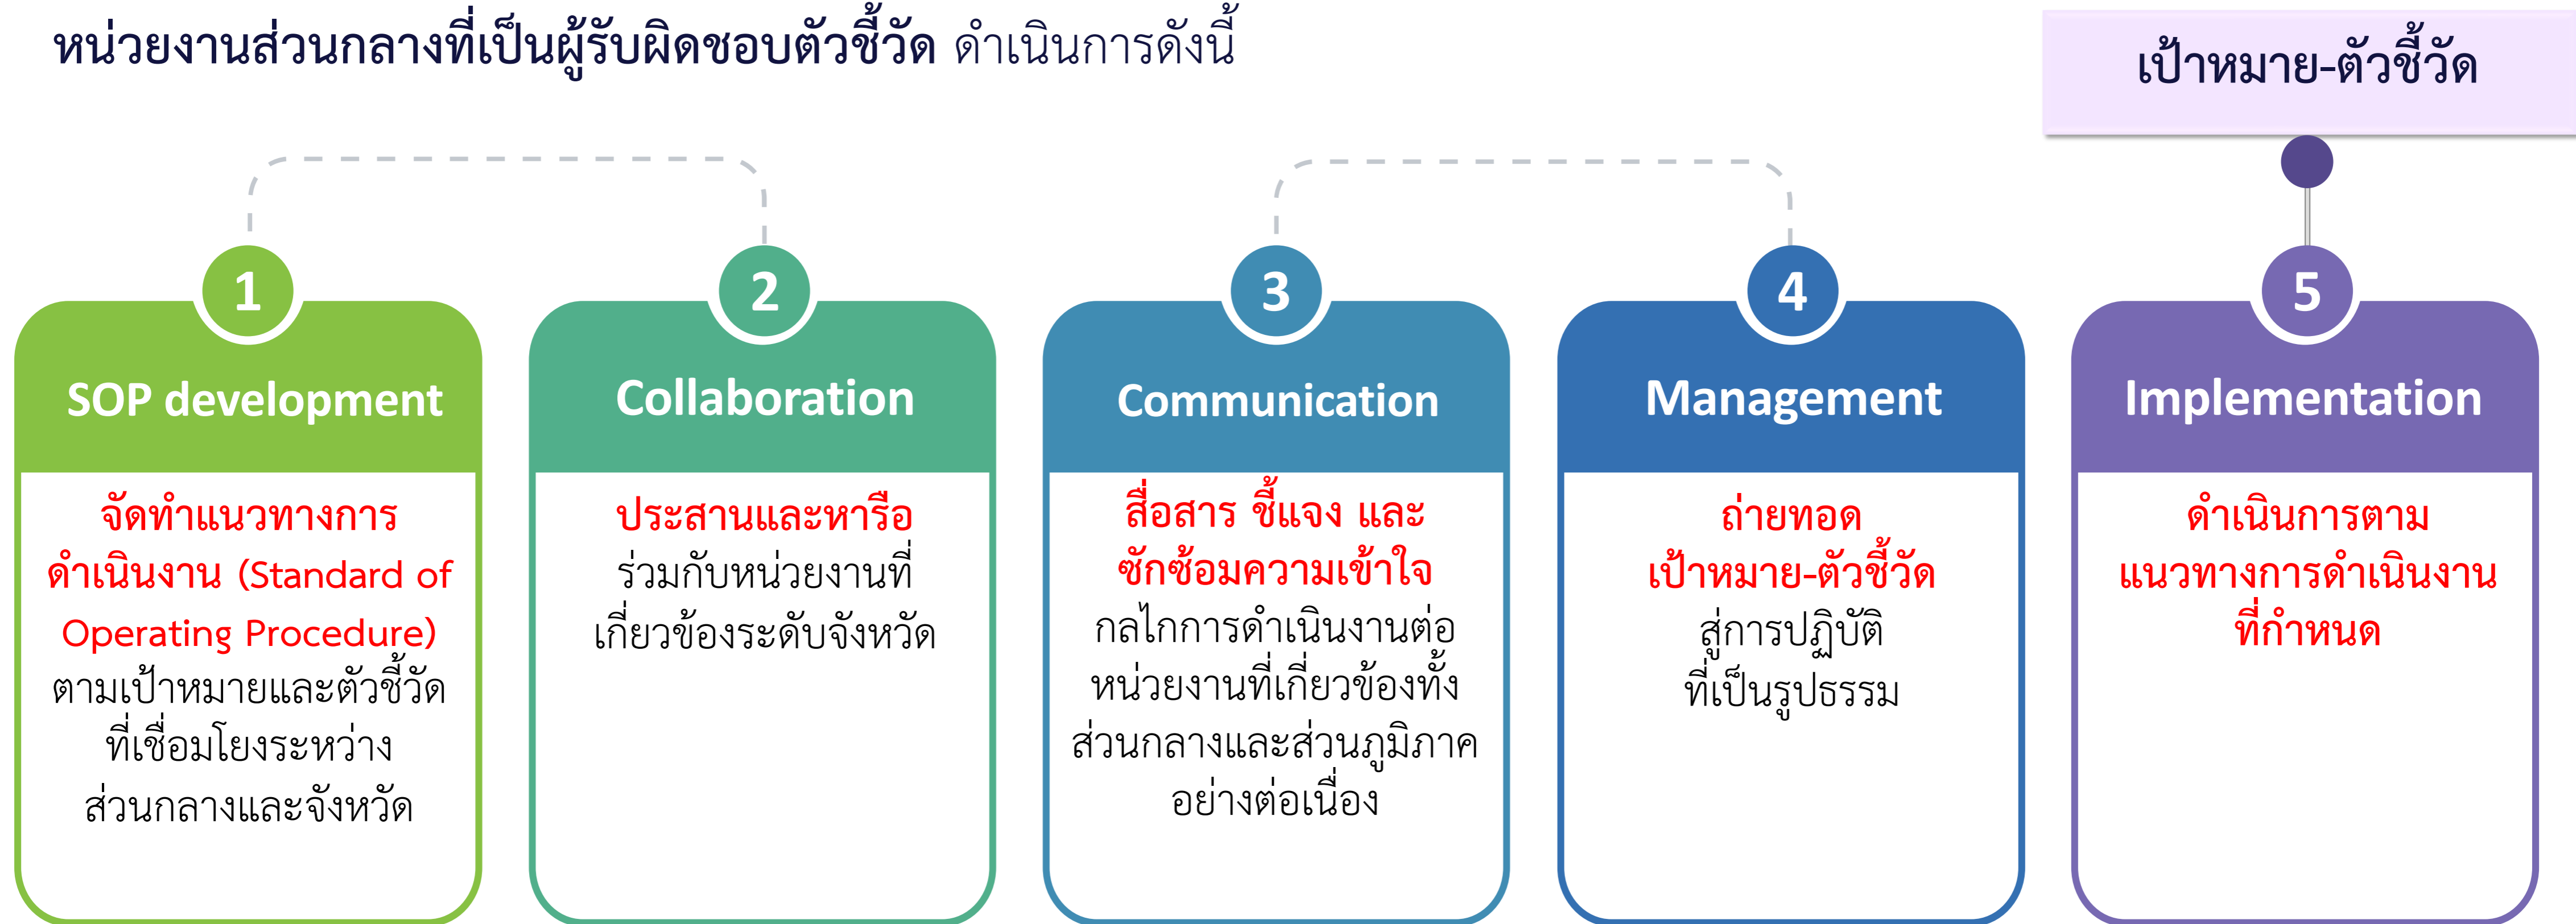 หน่วยงานส่วนกลางที่เป็นผู้รับผิดชอบตัวชี้วัด ดำเนินการดังนี้
เป้าหมาย-ตัวชี้วัด
1
SOP development
จัดทำแนวทางการ
ดำเนินงาน (Standard of
Operating Procedure)
ตามเป้าหมายและตัวชี้วัด
ที่เชื่อมโยงระหว่าง
ส่วนกลางและจังหวัด
2
Collaboration
ประสานและหารือ
ร่วมกับหน่วยงานที่
เกี่ยวข้องระดับจังหวัด
3
Communication
สื่อสาร ชี้แจง และ
ซักซ้อมความเข้าใจ
กลไกการดำเนินงานต่อ
หน่วยงานที่เกี่ยวข้องทั้ง
ส่วนกลางและส่วนภูมิภาค
อย่างต่อเนื่อง
4
Management
ถ่ายทอด
เป้าหมาย-ตัวชี้วัด
สู่การปฏิบัติ
ที่เป็นรูปธรรม
5
Implementation
ดำเนินการตาม
แนวทางการดำเนินงาน
ที่กำหนด